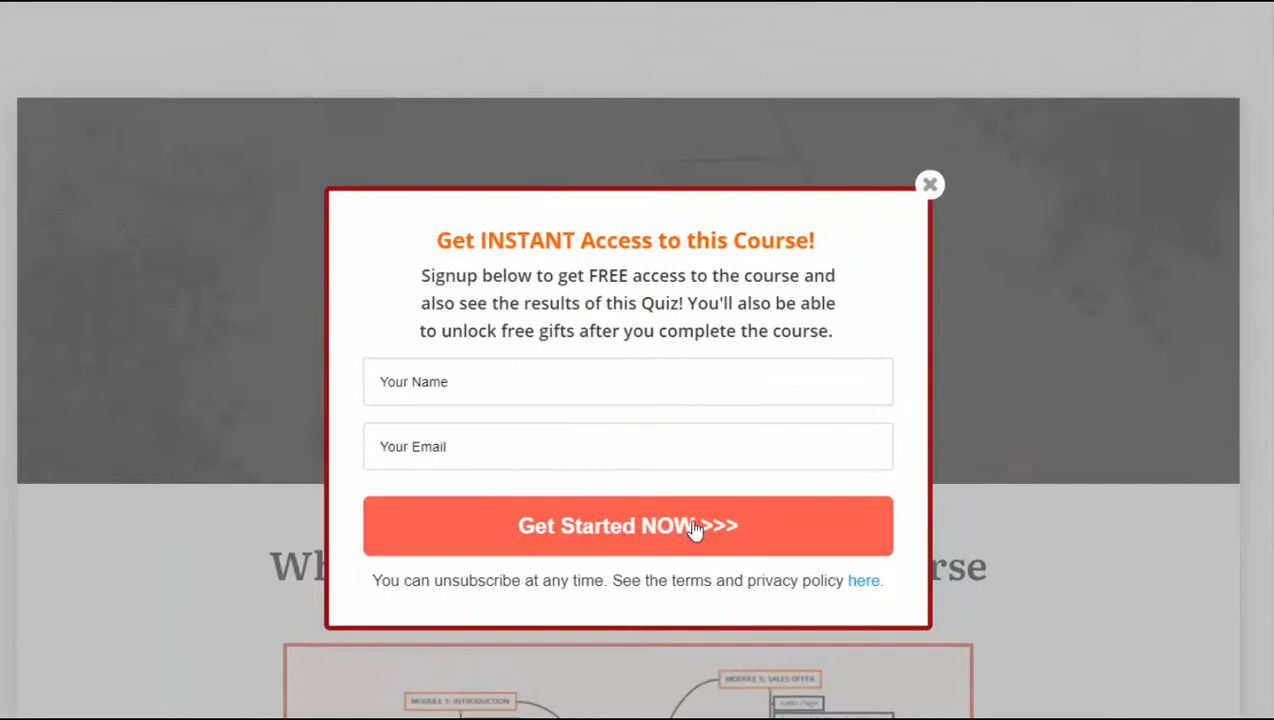 Get INSTANT Access to this Course!
Signup below to get FREE access to the course and
also see the results of this Quiz! You'll also be able
to unlock free gifts after you complete the course.
Your Name
Your Email
Get Started NOW >>>
You can unsubscribe at any time. See the terms and privacy policy here.
MODULE 5: SALES OFFER
MODULE 1: INTRODUCTION